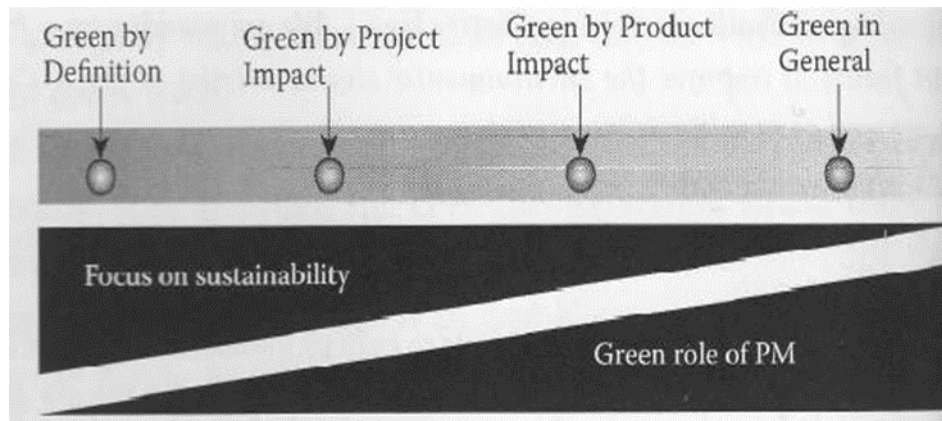 Green by
Definition
Green by Project
Impact
Green by Product
Impact
Green in
General
Focus on sustainability
Green role of PM